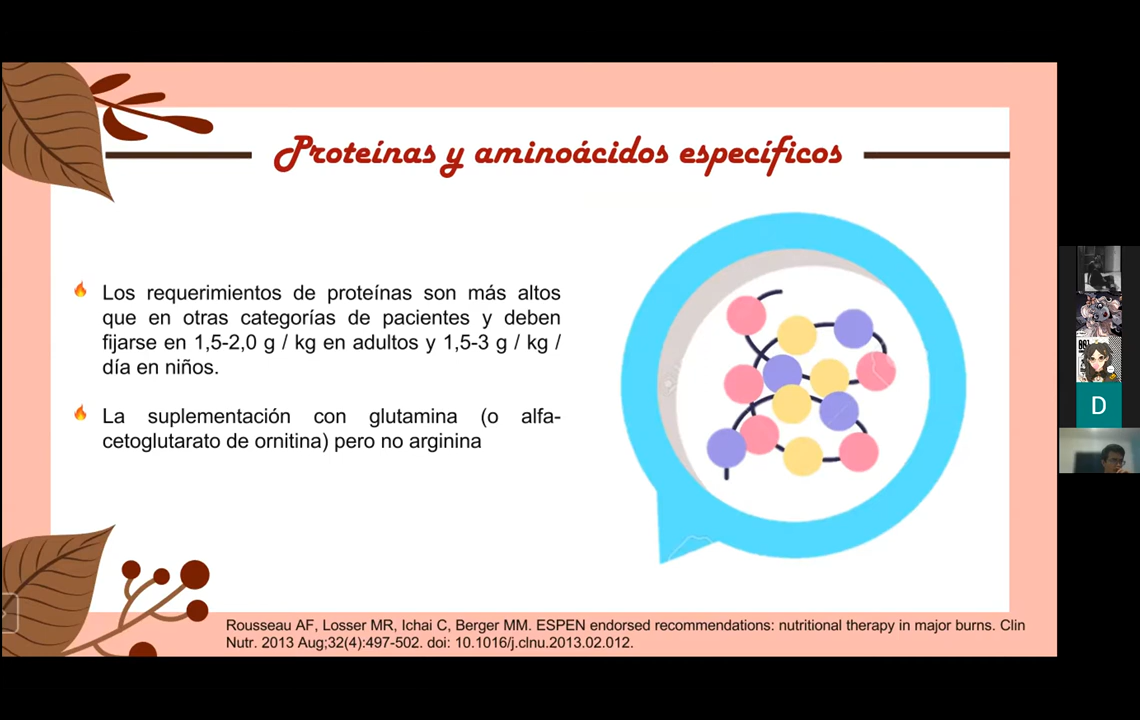 Proteínas y aminoácidos específicos
Los requerimientos de proteínas son más altos
que en otras categorías de pacientes y deben
fijarse en 1,5-2,0 g / kg en adultos y 1,5-3 g / kg /
día en niños.
La suplementación con glutamina (o alfa-
cetoglutarato de ornitina) pero no arginina
Rousseau AF, Losser MR, Ichai C, Berger MM. ESPEN endorsed recommendations: nutritional therapy in major burns. Clin
Nutr. 2013 Aug;32(4):497-502. doi: 10.1016/j.clnu.2013.02.012.
D